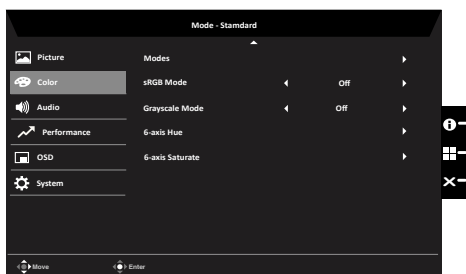 Mode - Stamdard
Picture
Modes
Color
sRGB Mode Off
Audio
Grayscale Mode Off
Performance
6-axis Hue
OSD
6-axis Saturate
System
Move Enter